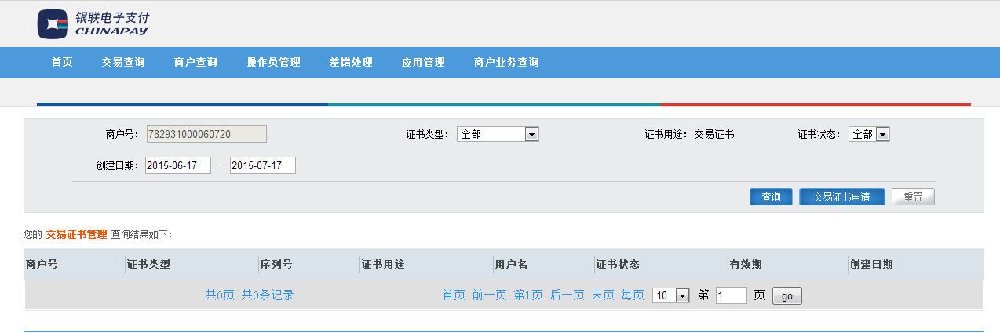 银联电子支付
CHINAPAY
首页 交易查询 商户查询 操作员管理 差错处理 应用管理 商户业务查询
商户号: 782931000060720 证书类型: 全部 证书用途: 交易证书 证书状态: 全部
创建日期: 2015-06-17 – 2015-07-17
查询 交易证书申请 重置
您的 交易证书管理 查询结果如下:
商户号 证书类型 序列号 证书用途 用户名 证书状态 有效期 创建日期
共0页 共0条记录 首页 前一页 第1页 后一页 末页 每页 10 第 1 页 go